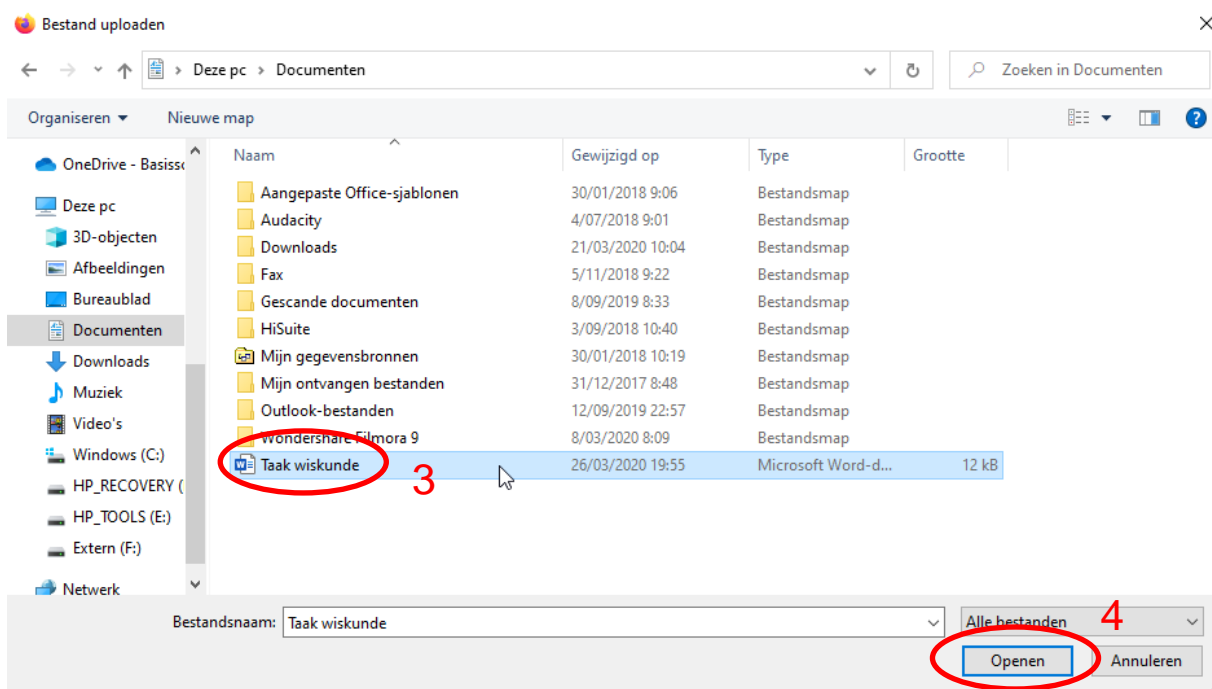 Bestand uploaden
Deze pc > Documenten
Zoeken in Documenten
Organiseren
Nieuwe map
Naam Gewijzigd op Type Grootte
OneDrive - Basissc
Deze pc
3D-objecten
Afbeeldingen
Bureaublad
Documenten
Downloads
Muziek
Video's
Windows (C:)
HP_RECOVERY (
HP_TOOLS (E:)
Extern (F:)
Netwerk
Aangepaste Office-sjablonen 30/01/2018 9:06 Bestandsmap
Audacity 4/07/2018 9:01 Bestandsmap
Downloads 21/03/2020 10:04 Bestandsmap
Fax 5/11/2018 9:22 Bestandsmap
Gescande documenten 8/09/2019 8:33 Bestandsmap
HiSuite 3/09/2018 10:40 Bestandsmap
Mijn gegevensbronnen 30/01/2018 10:19 Bestandsmap
Mijn ontvangen bestanden 31/12/2017 8:48 Bestandsmap
Outlook-bestanden 12/09/2019 22:57 Bestandsmap
Wondershare Filmora 9 8/03/2020 8:09 Bestandsmap
Taak wiskunde 3 26/03/2020 19:55 Microsoft Word-d... 12 kB
Bestandsnaam: Taak wiskunde
Alle bestanden 4
Openen Annuleren